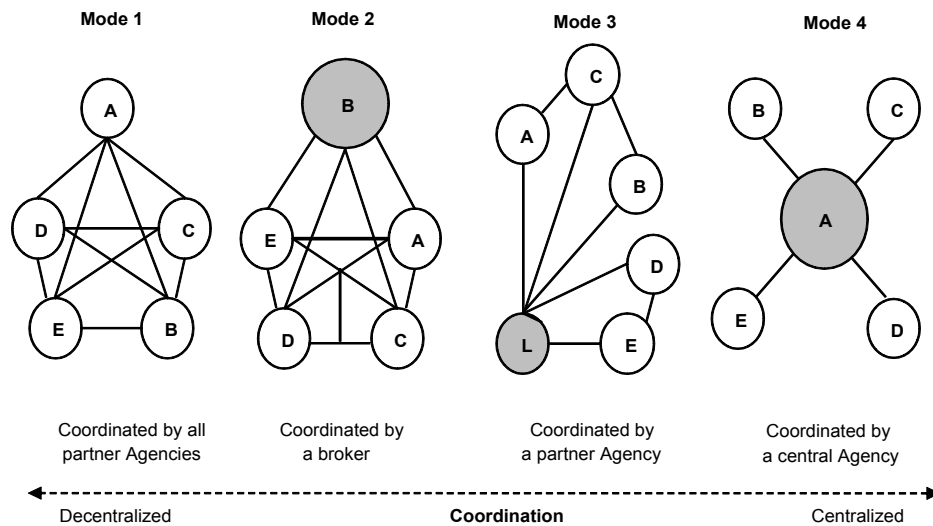 Mode 1
Mode 2
Mode 3
Mode 4
A
D
C
E
B
B
E
A
D
C
C
A
B
D
L
E
B
C
A
E
D
Coordinated by all
partner Agencies
Coordinated by
a broker
Coordinated by
a partner Agency
Coordinated by
a central Agency
Decentralized
Coordination
Centralized